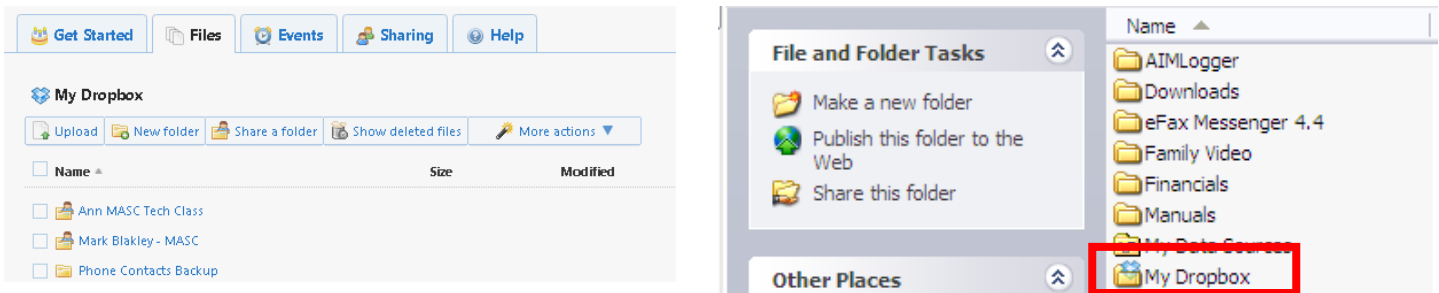 Get Started Files Events Sharing Help
My Dropbox
Upload New folder Share a folder Show deleted files More actions
Name Size Modified
Ann MASC Tech Class
Mark Blakley - MASC
Phone Contacts Backup
File and Folder Tasks
Make a new folder
Publish this folder to the
Web
Share this folder
Other Places
Name
AIMLogger
Downloads
eFax Messenger 4.4
Family Video
Financials
Manuals
My Data Sources
My Dropbox